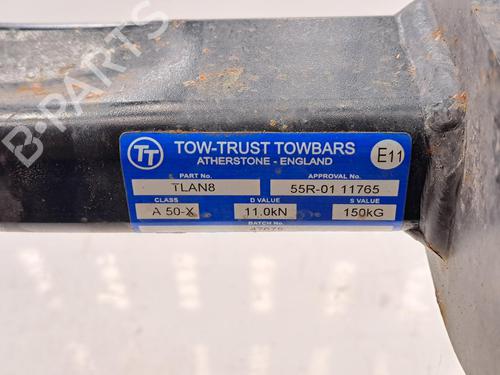 B-PARTS
TT
TOW-TRUST TOWBARS
ATHERSTONE - ENGLAND
E11
PART No. APPROVAL No.
TLAN8 55R-01 11765
CLASS D VALUE S VALUE
A 50-X 11.0kN 150kG
BATCH No.